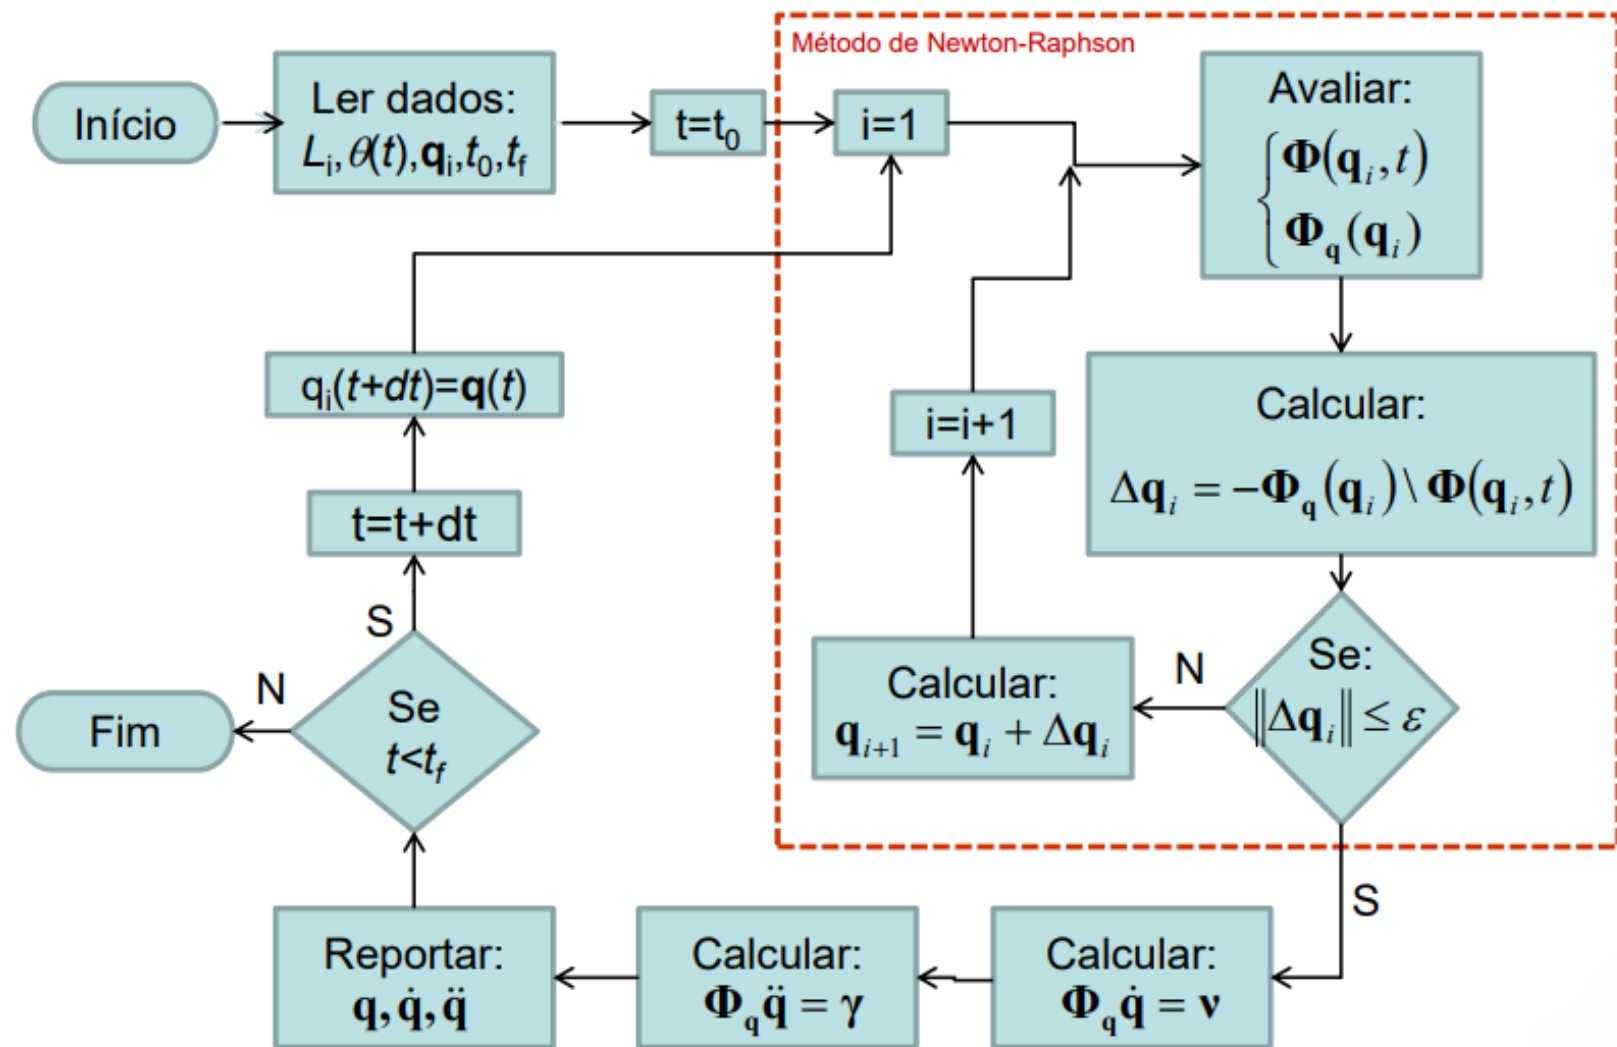 Método de Newton-Raphson
Início
Ler dados:
Lᵢ,θ(t),qᵢ,t₀,t_f
t=t₀
i=1
Avaliar:
Φ(qᵢ,t)
Φ_q(qᵢ)
Calcular:
Δqᵢ = −Φ_q(qᵢ)\Φ(qᵢ,t)
Se:
‖Δqᵢ‖ ≤ ε
N
Calcular:
qᵢ₊₁ = qᵢ + Δqᵢ
i=i+1
S
Calcular:
Φ_q q̇ = ν
Calcular:
Φ_q q̈ = γ
Reportar:
q, q̇, q̈
Se
t<t_f
N
Fim
S
t=t+dt
qᵢ(t+dt)=q(t)